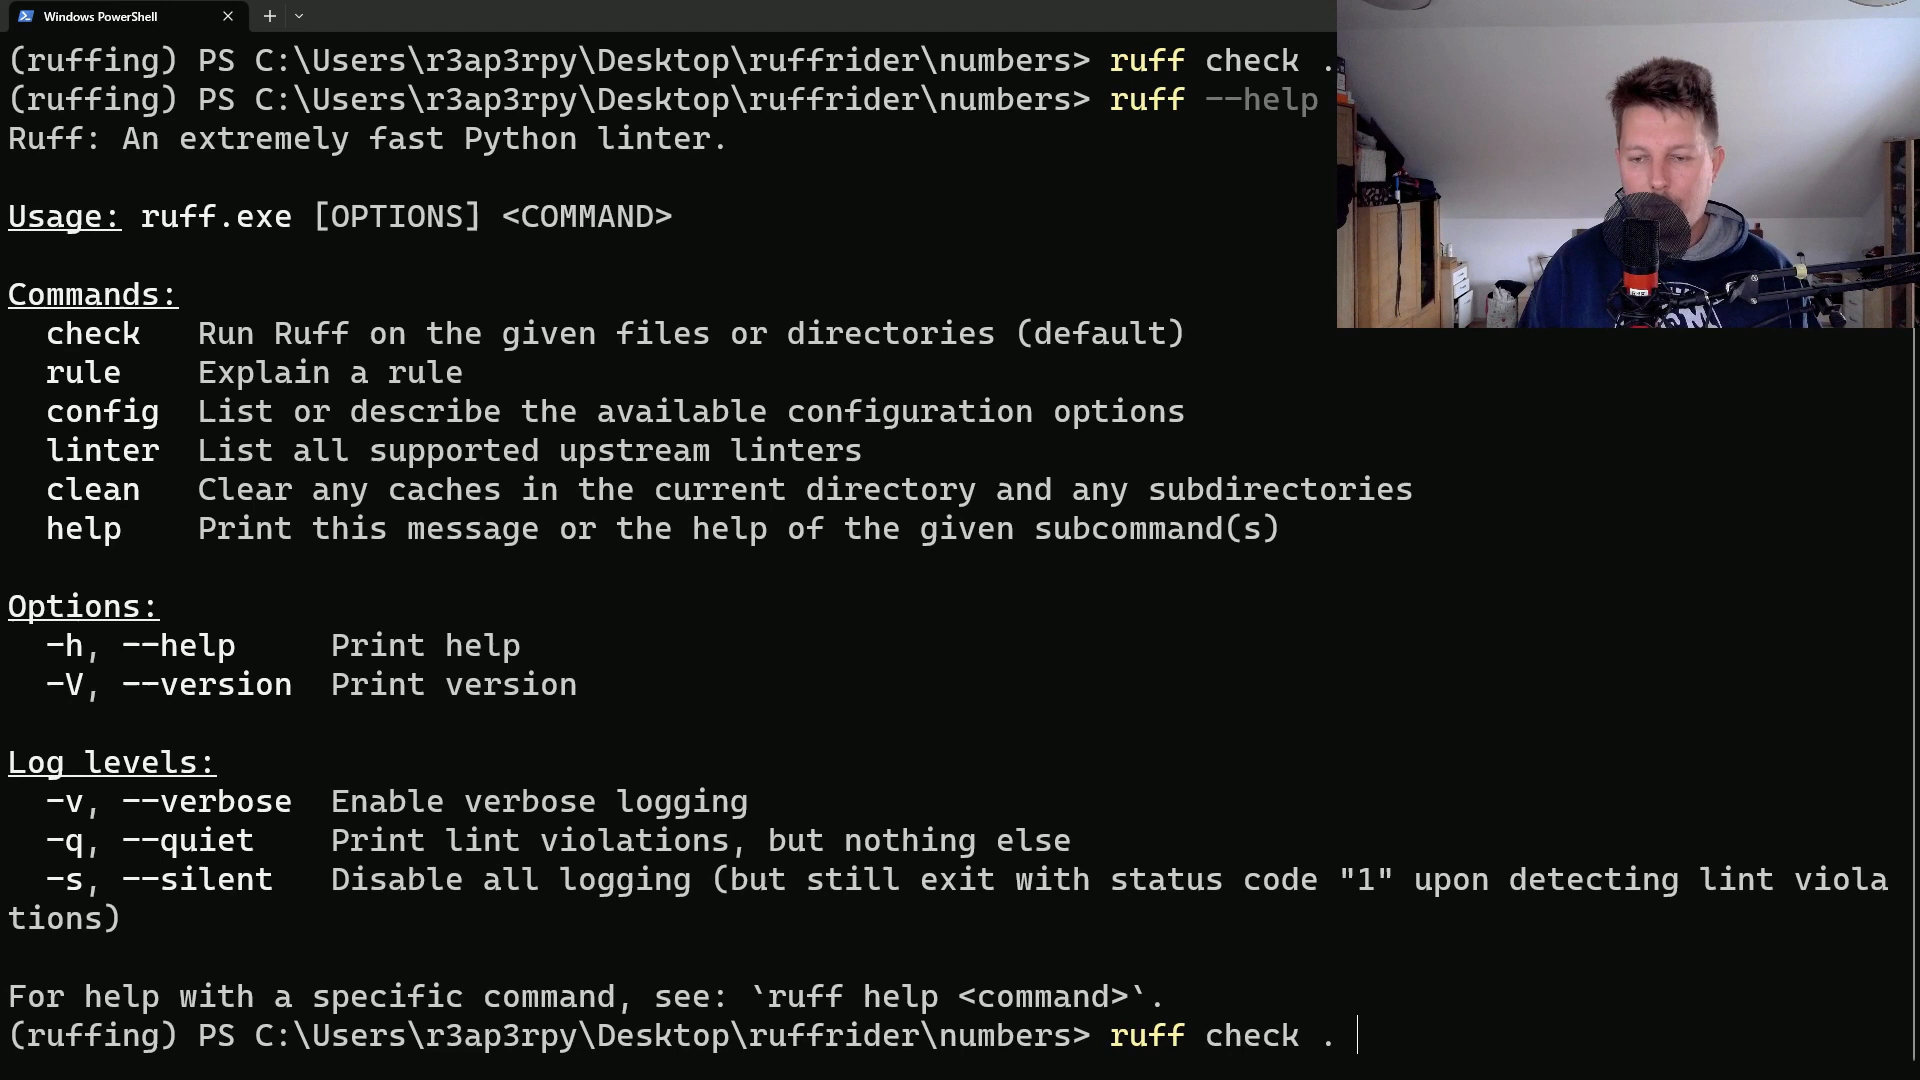 Windows PowerShell
(ruffing) PS C:\Users\r3ap3rpy\Desktop\ruffrider\numbers> ruff check .
(ruffing) PS C:\Users\r3ap3rpy\Desktop\ruffrider\numbers> ruff --help
Ruff: An extremely fast Python linter.
Usage: ruff.exe [OPTIONS] <COMMAND>
Commands:
check Run Ruff on the given files or directories (default)
rule Explain a rule
config List or describe the available configuration options
linter List all supported upstream linters
clean Clear any caches in the current directory and any subdirectories
help Print this message or the help of the given subcommand(s)
Options:
-h, --help Print help
-V, --version Print version
Log levels:
-v, --verbose Enable verbose logging
-q, --quiet Print lint violations, but nothing else
-s, --silent Disable all logging (but still exit with status code "1" upon detecting lint viola
tions)
For help with a specific command, see: `ruff help <command>`.
(ruffing) PS C:\Users\r3ap3rpy\Desktop\ruffrider\numbers> ruff check .